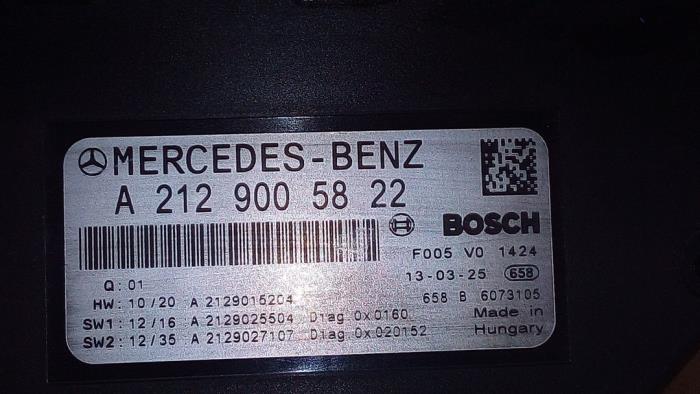 MERCEDES-BENZ
A 212 900 58 22
BOSCH
F005 V0 1424
Q: 01
13-03-25 658
HW: 10/20 A 2129015204
658 B 6073105
SW1: 12/16 A 2129025504 Diag 0x0160
Made in
SW2: 12/35 A 2129027107 Diag 0x020152
Hungary